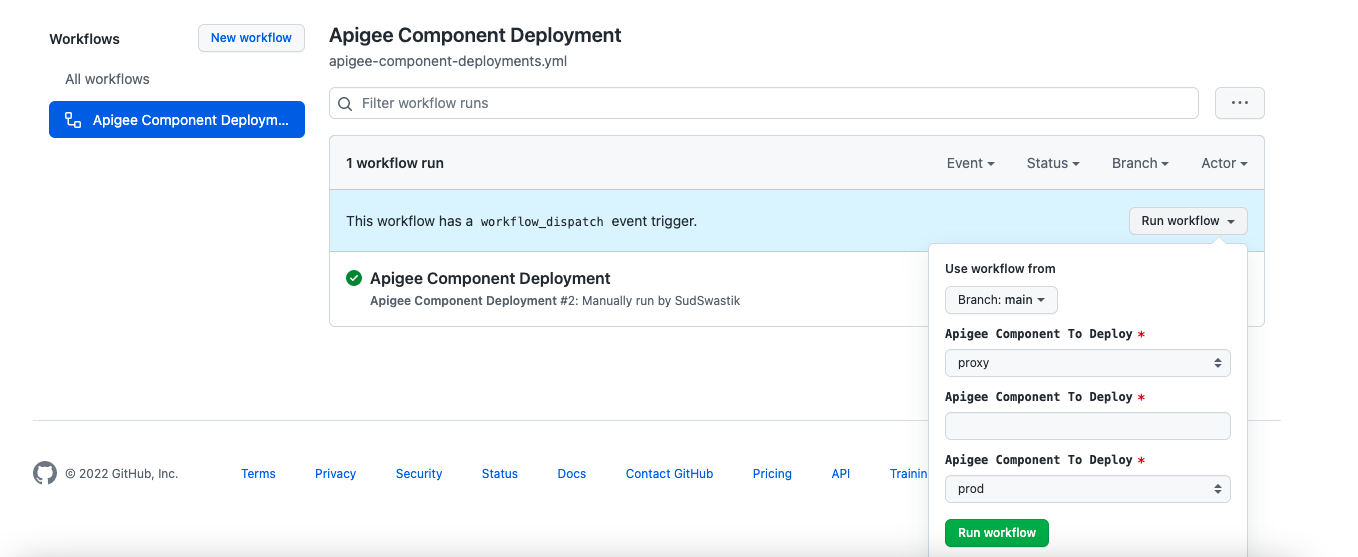 Workflows
New workflow
All workflows
Apigee Component Deploym...
Apigee Component Deployment
apigee-component-deployments.yml
Filter workflow runs
1 workflow run
Event
Status
Branch
Actor
This workflow has a workflow_dispatch event trigger.
Run workflow
Apigee Component Deployment
Apigee Component Deployment #2: Manually run by SudSwastik
Use workflow from
Branch: main
Apigee Component To Deploy *
proxy
Apigee Component To Deploy *
Apigee Component To Deploy *
prod
Run workflow
© 2022 GitHub, Inc.
Terms
Privacy
Security
Status
Docs
Contact GitHub
Pricing
API
Trainin